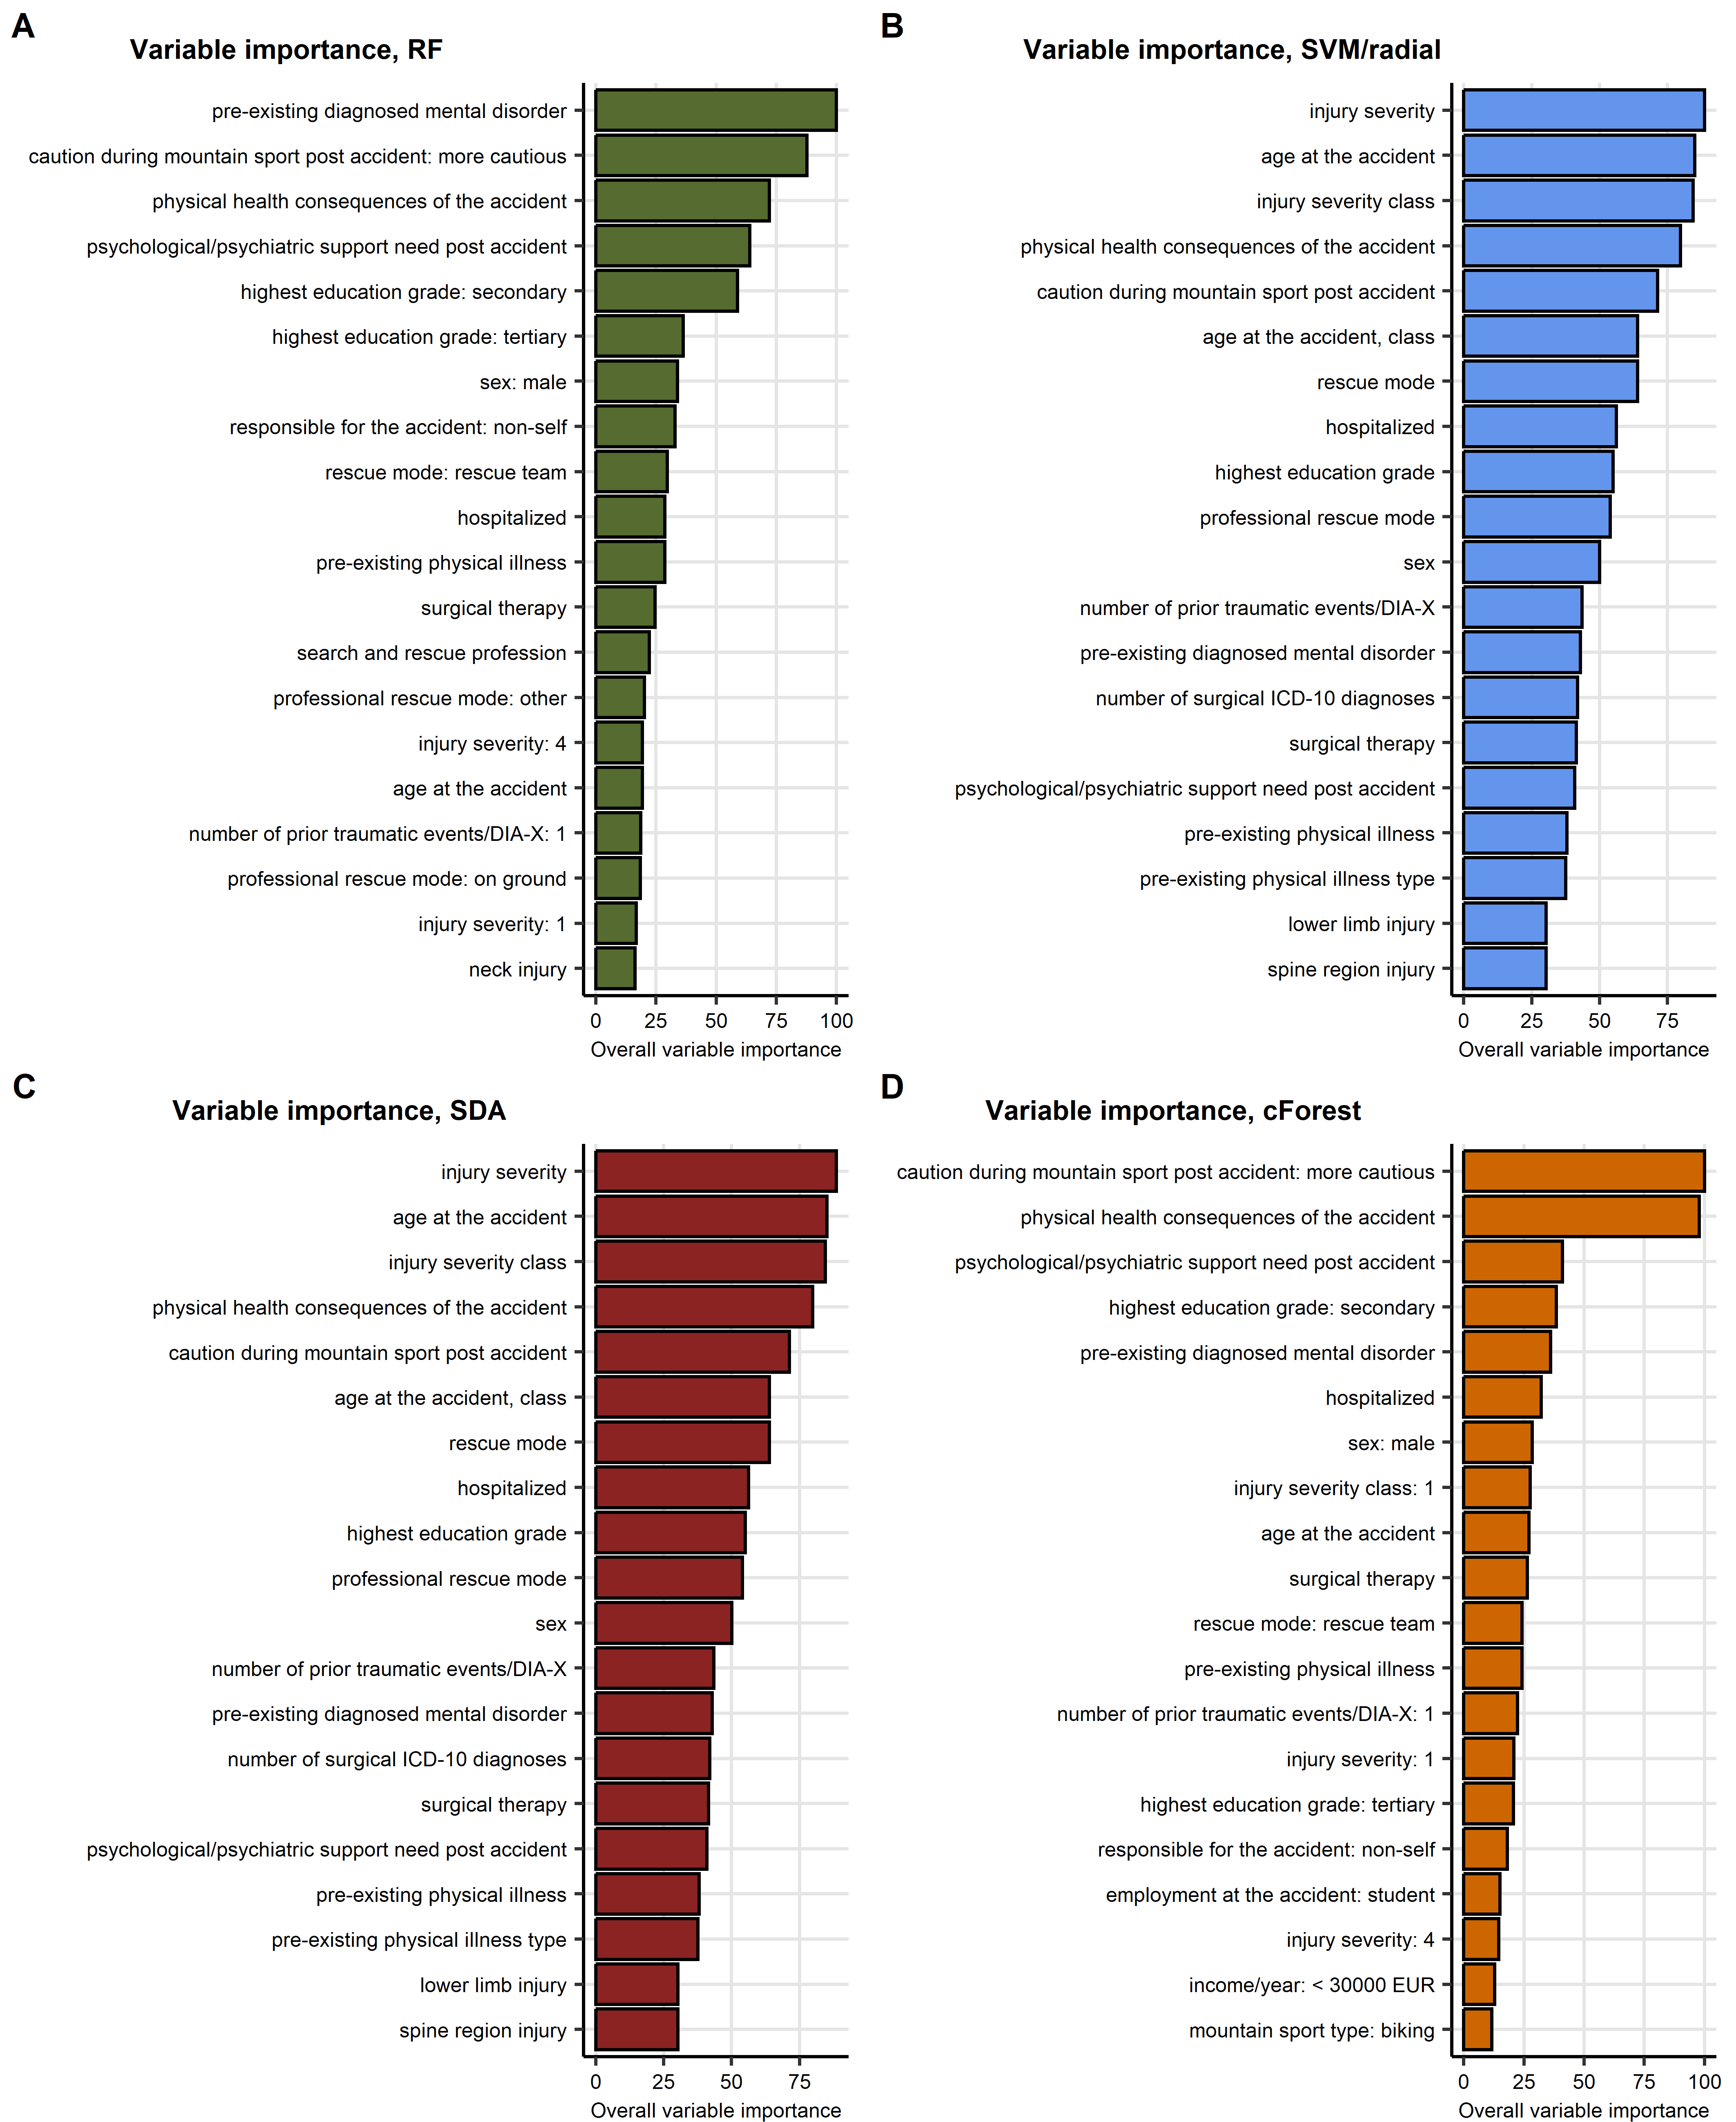 A
Variable importance, RF
pre-existing diagnosed mental disorder
caution during mountain sport post accident: more cautious
physical health consequences of the accident
psychological/psychiatric support need post accident
highest education grade: secondary
highest education grade: tertiary
sex: male
responsible for the accident: non-self
rescue mode: rescue team
hospitalized
pre-existing physical illness
surgical therapy
search and rescue profession
professional rescue mode: other
injury severity: 4
age at the accident
number of prior traumatic events/DIA-X: 1
professional rescue mode: on ground
injury severity: 1
neck injury
0 25 50 75 100
Overall variable importance
B
Variable importance, SVM/radial
injury severity
age at the accident
injury severity class
physical health consequences of the accident
caution during mountain sport post accident
age at the accident, class
rescue mode
hospitalized
highest education grade
professional rescue mode
sex
number of prior traumatic events/DIA-X
pre-existing diagnosed mental disorder
number of surgical ICD-10 diagnoses
surgical therapy
psychological/psychiatric support need post accident
pre-existing physical illness
pre-existing physical illness type
lower limb injury
spine region injury
0 25 50 75
Overall variable importance
C
Variable importance, SDA
injury severity
age at the accident
injury severity class
physical health consequences of the accident
caution during mountain sport post accident
age at the accident, class
rescue mode
hospitalized
highest education grade
professional rescue mode
sex
number of prior traumatic events/DIA-X
pre-existing diagnosed mental disorder
number of surgical ICD-10 diagnoses
surgical therapy
psychological/psychiatric support need post accident
pre-existing physical illness
pre-existing physical illness type
lower limb injury
spine region injury
0 25 50 75
Overall variable importance
D
Variable importance, cForest
caution during mountain sport post accident: more cautious
physical health consequences of the accident
psychological/psychiatric support need post accident
highest education grade: secondary
pre-existing diagnosed mental disorder
hospitalized
sex: male
injury severity class: 1
age at the accident
surgical therapy
rescue mode: rescue team
pre-existing physical illness
number of prior traumatic events/DIA-X: 1
injury severity: 1
highest education grade: tertiary
responsible for the accident: non-self
employment at the accident: student
injury severity: 4
income/year: < 30000 EUR
mountain sport type: biking
0 25 50 75 100
Overall variable importance